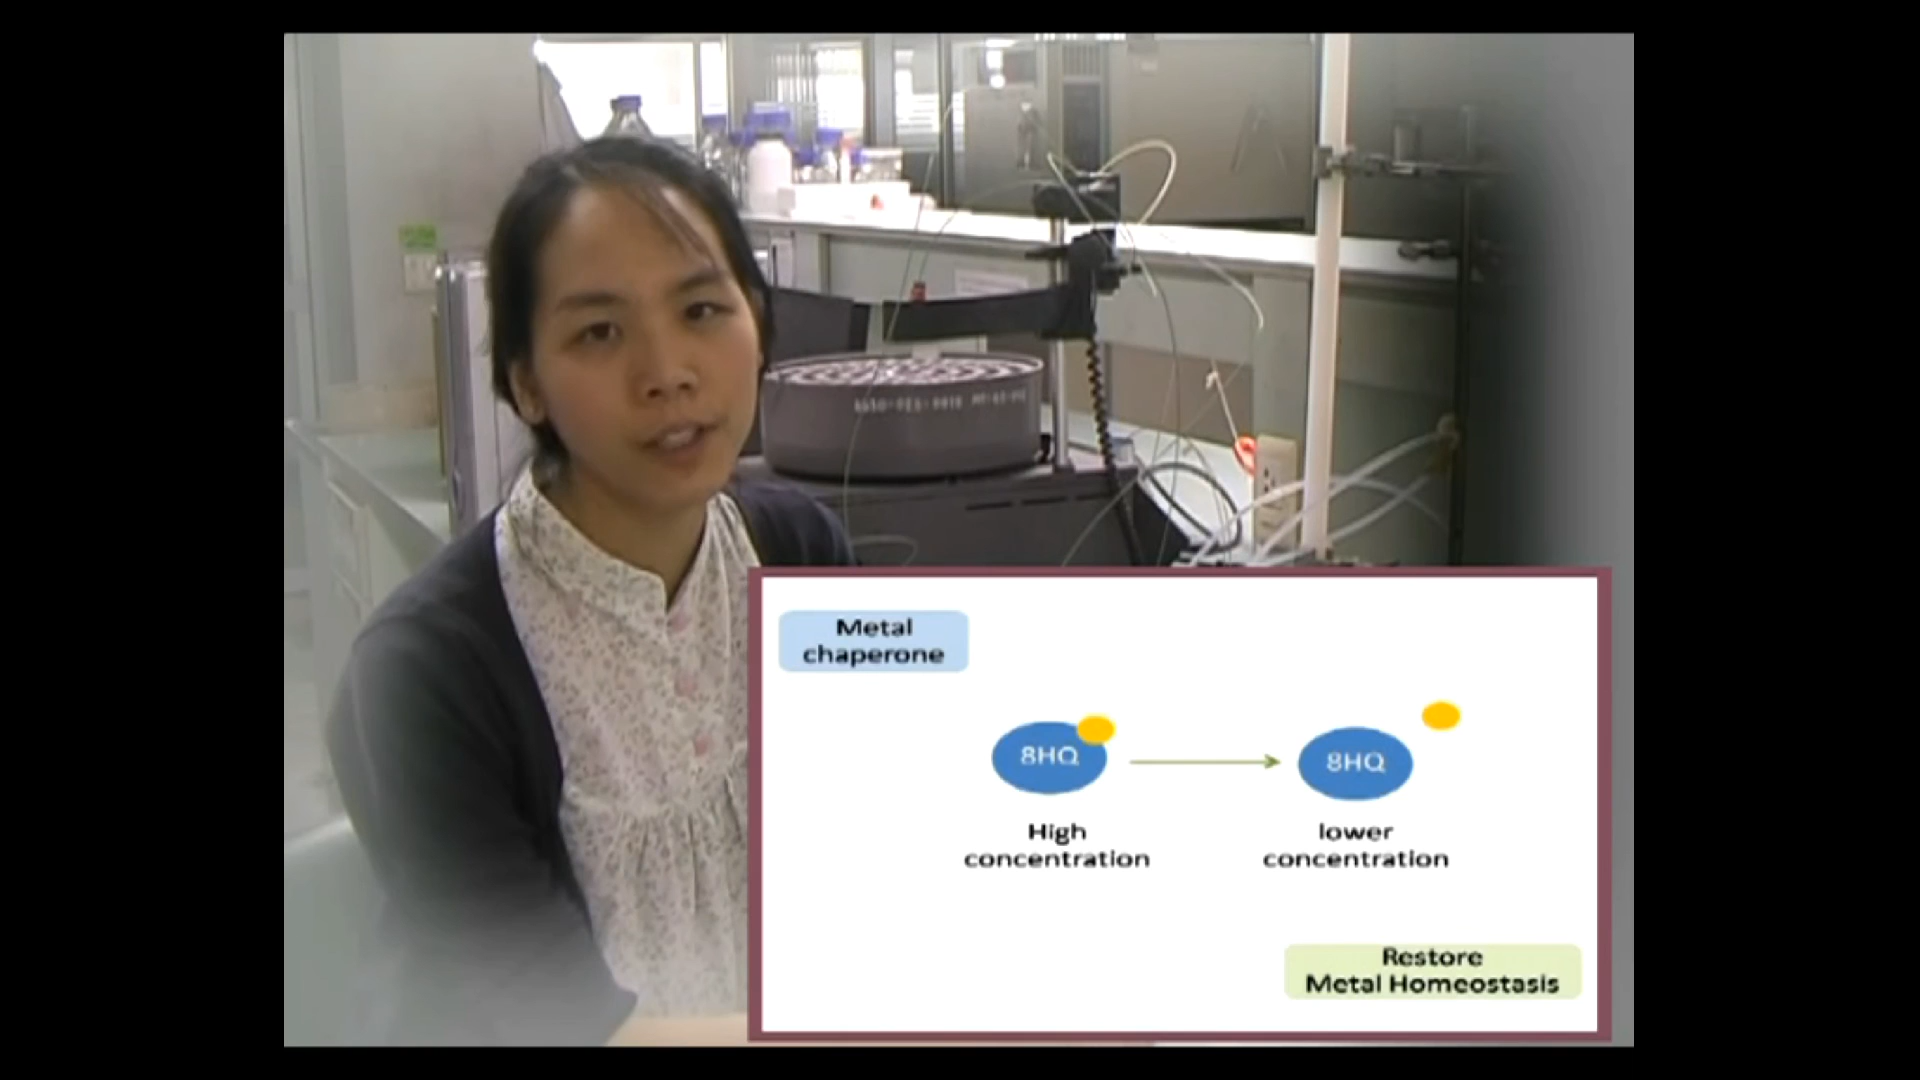 Metal
chaperone
8HQ
8HQ
High
concentration
lower
concentration
Restore
Metal Homeostasis